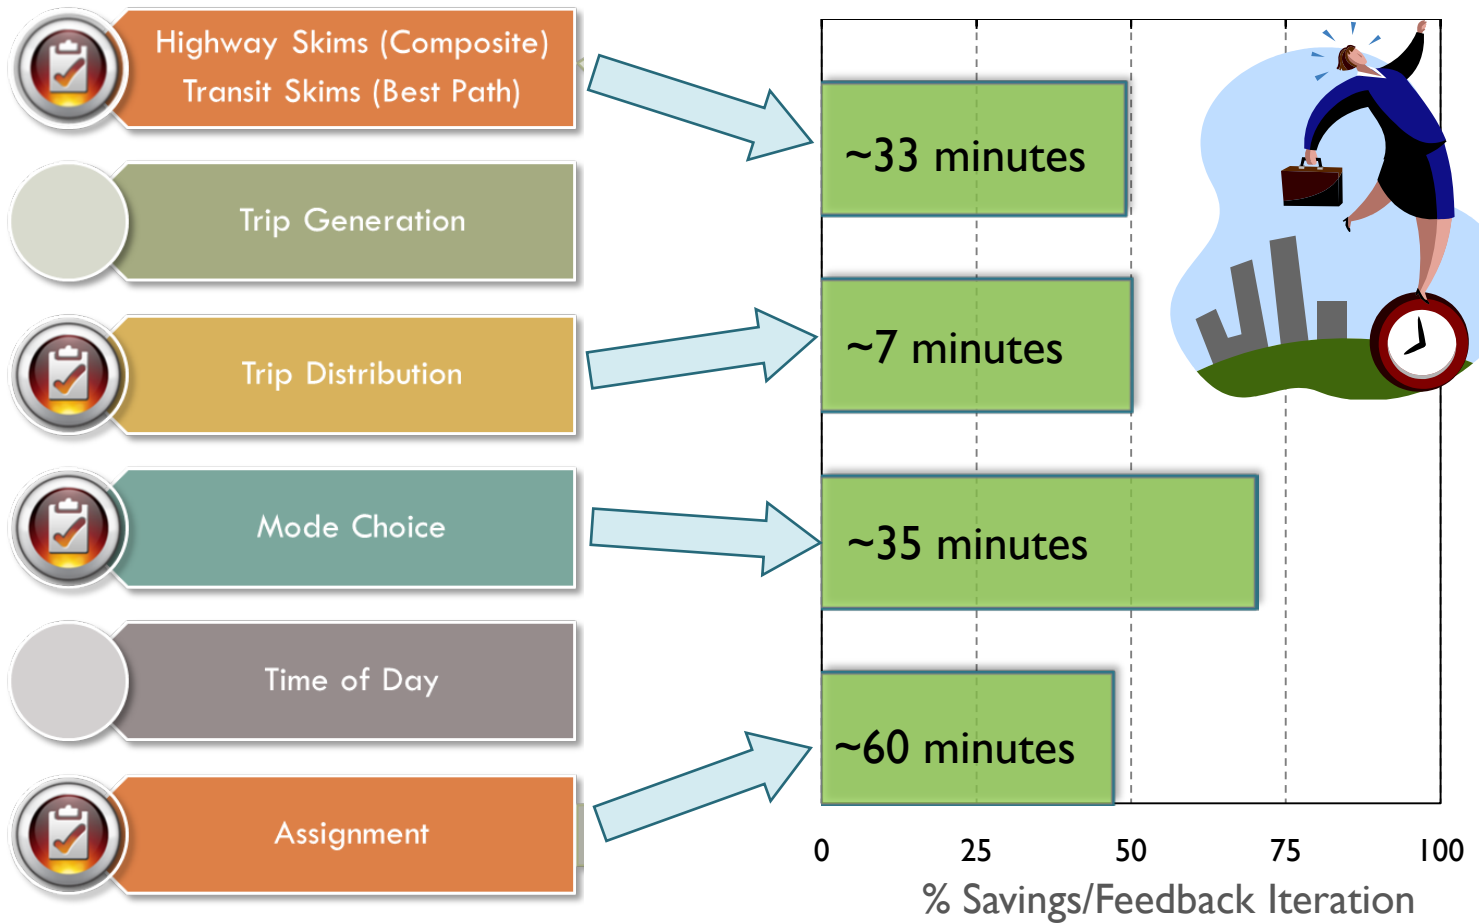 Highway Skims (Composite)
Transit Skims (Best Path)
Trip Generation
Trip Distribution
Mode Choice
Time of Day
Assignment
~33 minutes
~7 minutes
~35 minutes
~60 minutes
0 25 50 75 100
% Savings/Feedback Iteration